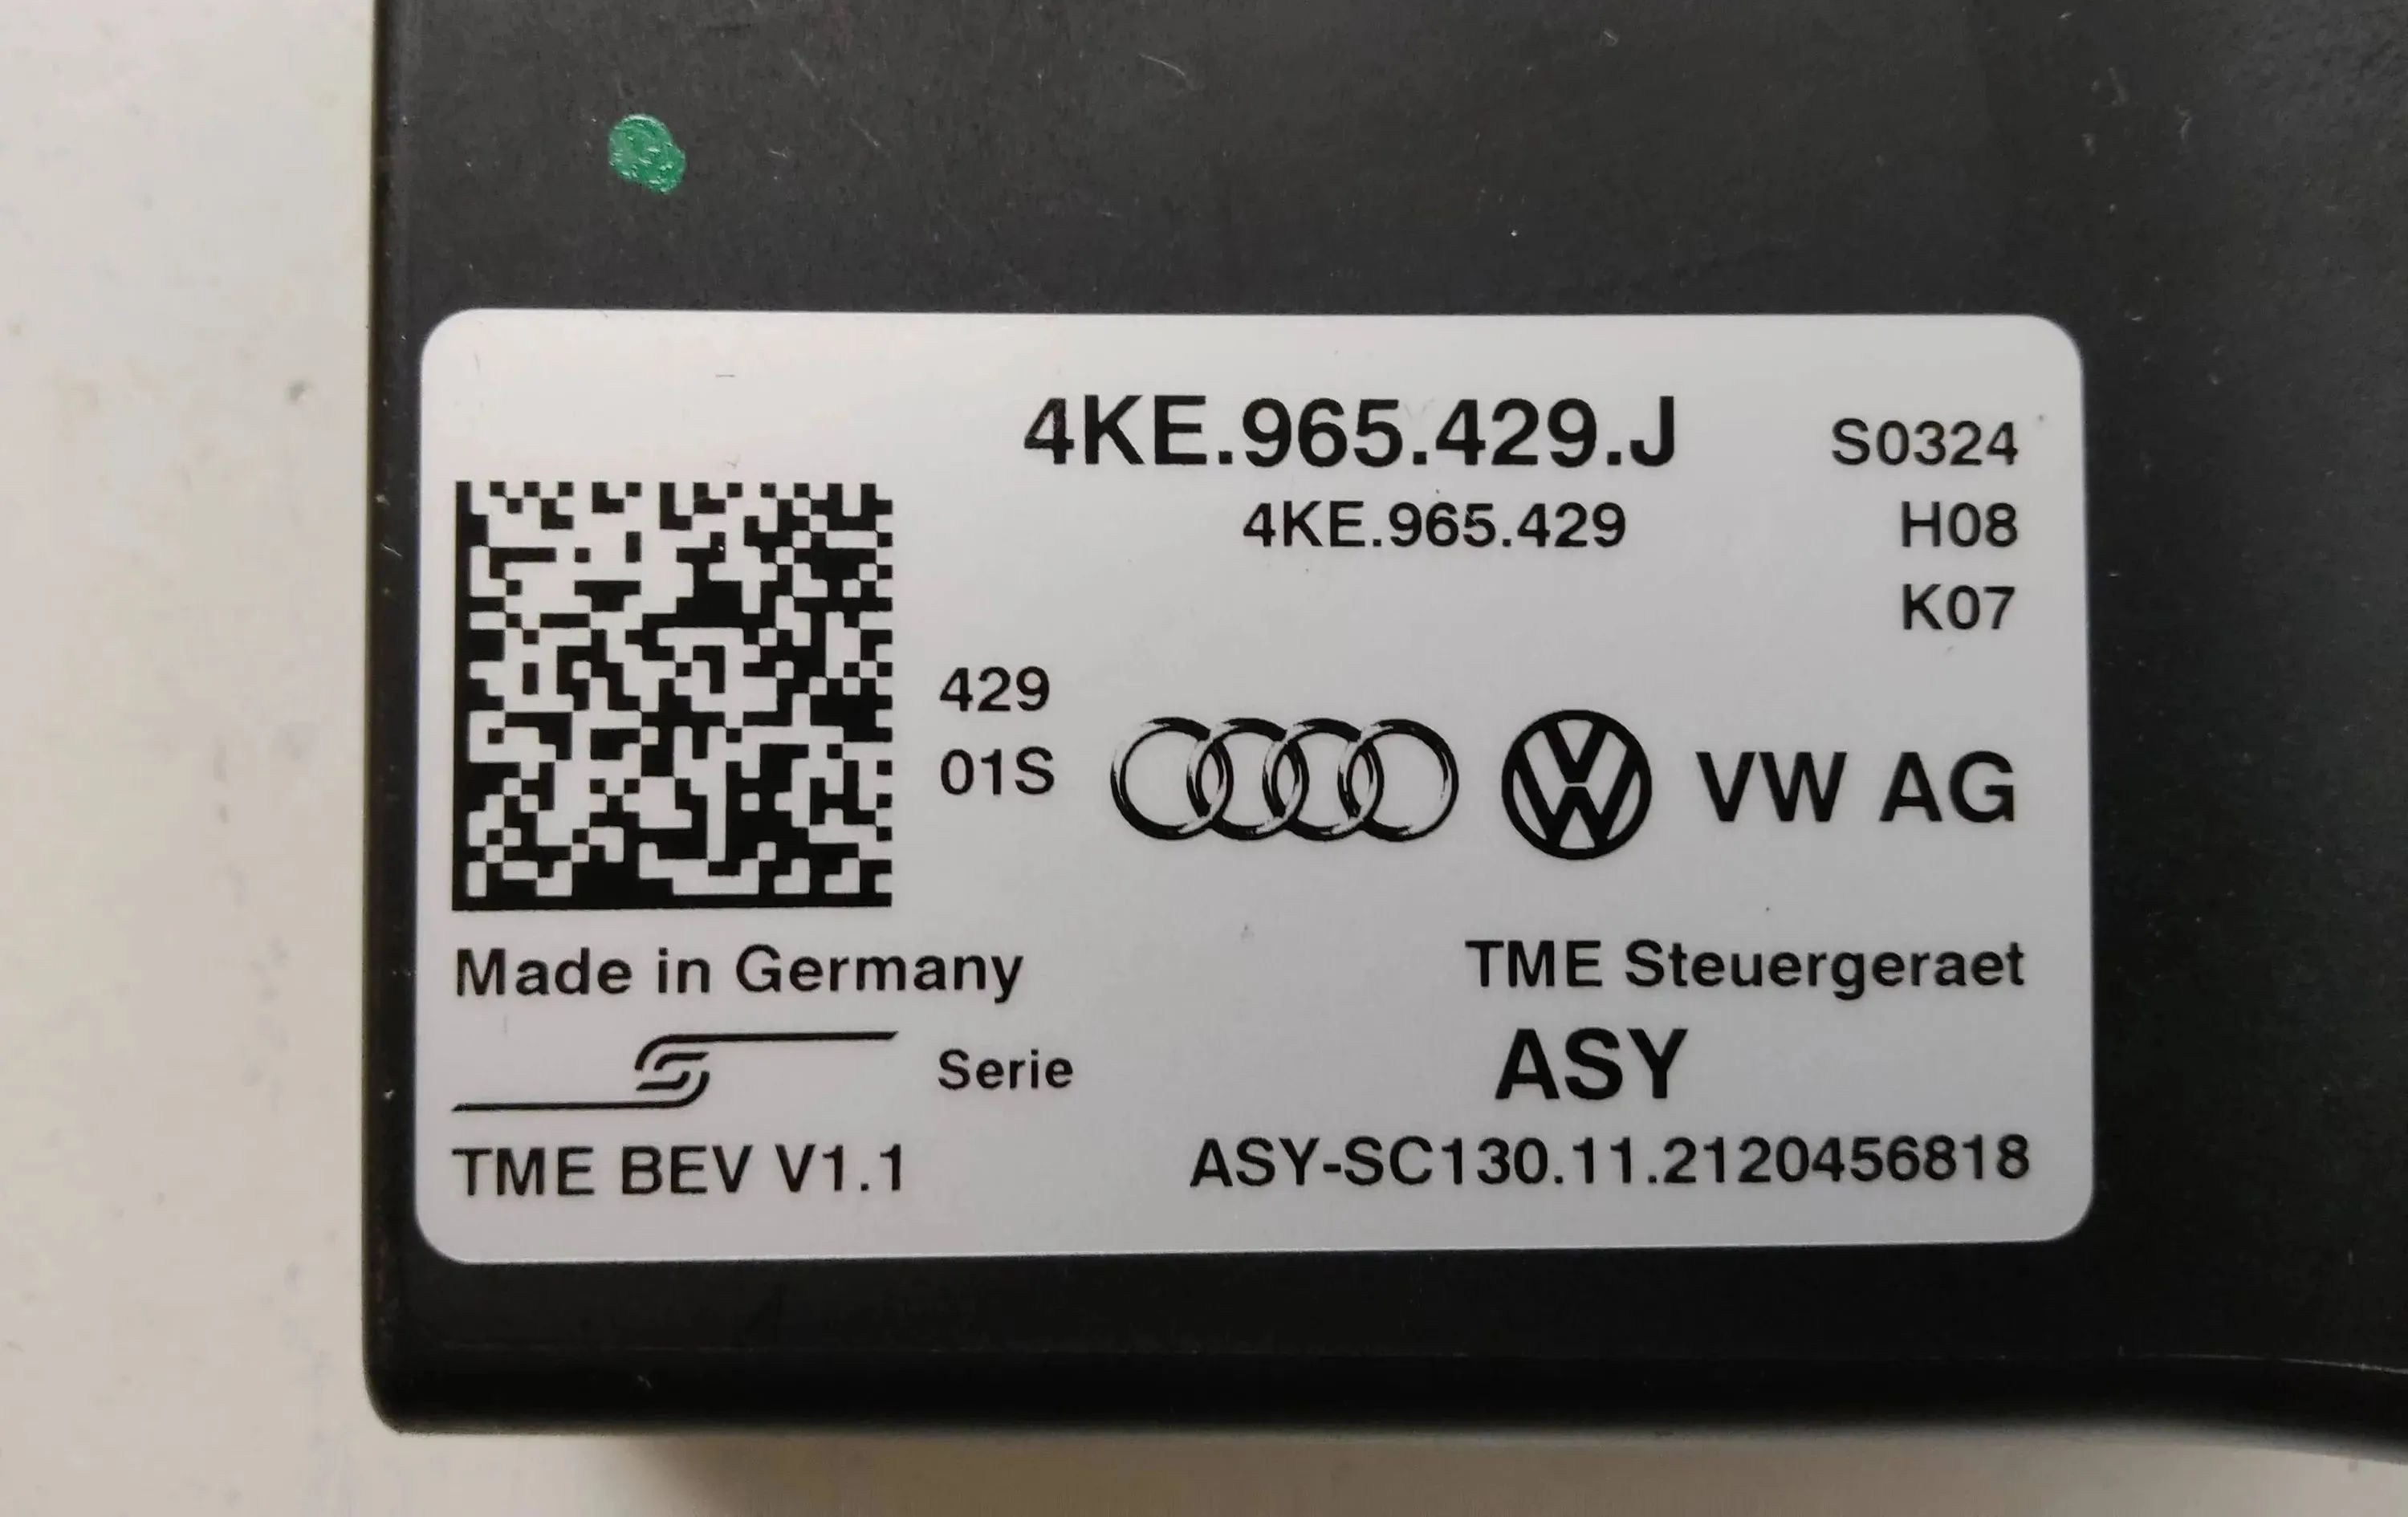 4KE.965.429.J S0324
4KE.965.429 H08
K07
429
01S
VW AG
Made in Germany
TME Steuergeraet
Serie
ASY
TME BEV V1.1
ASY-SC130.11.2120456818